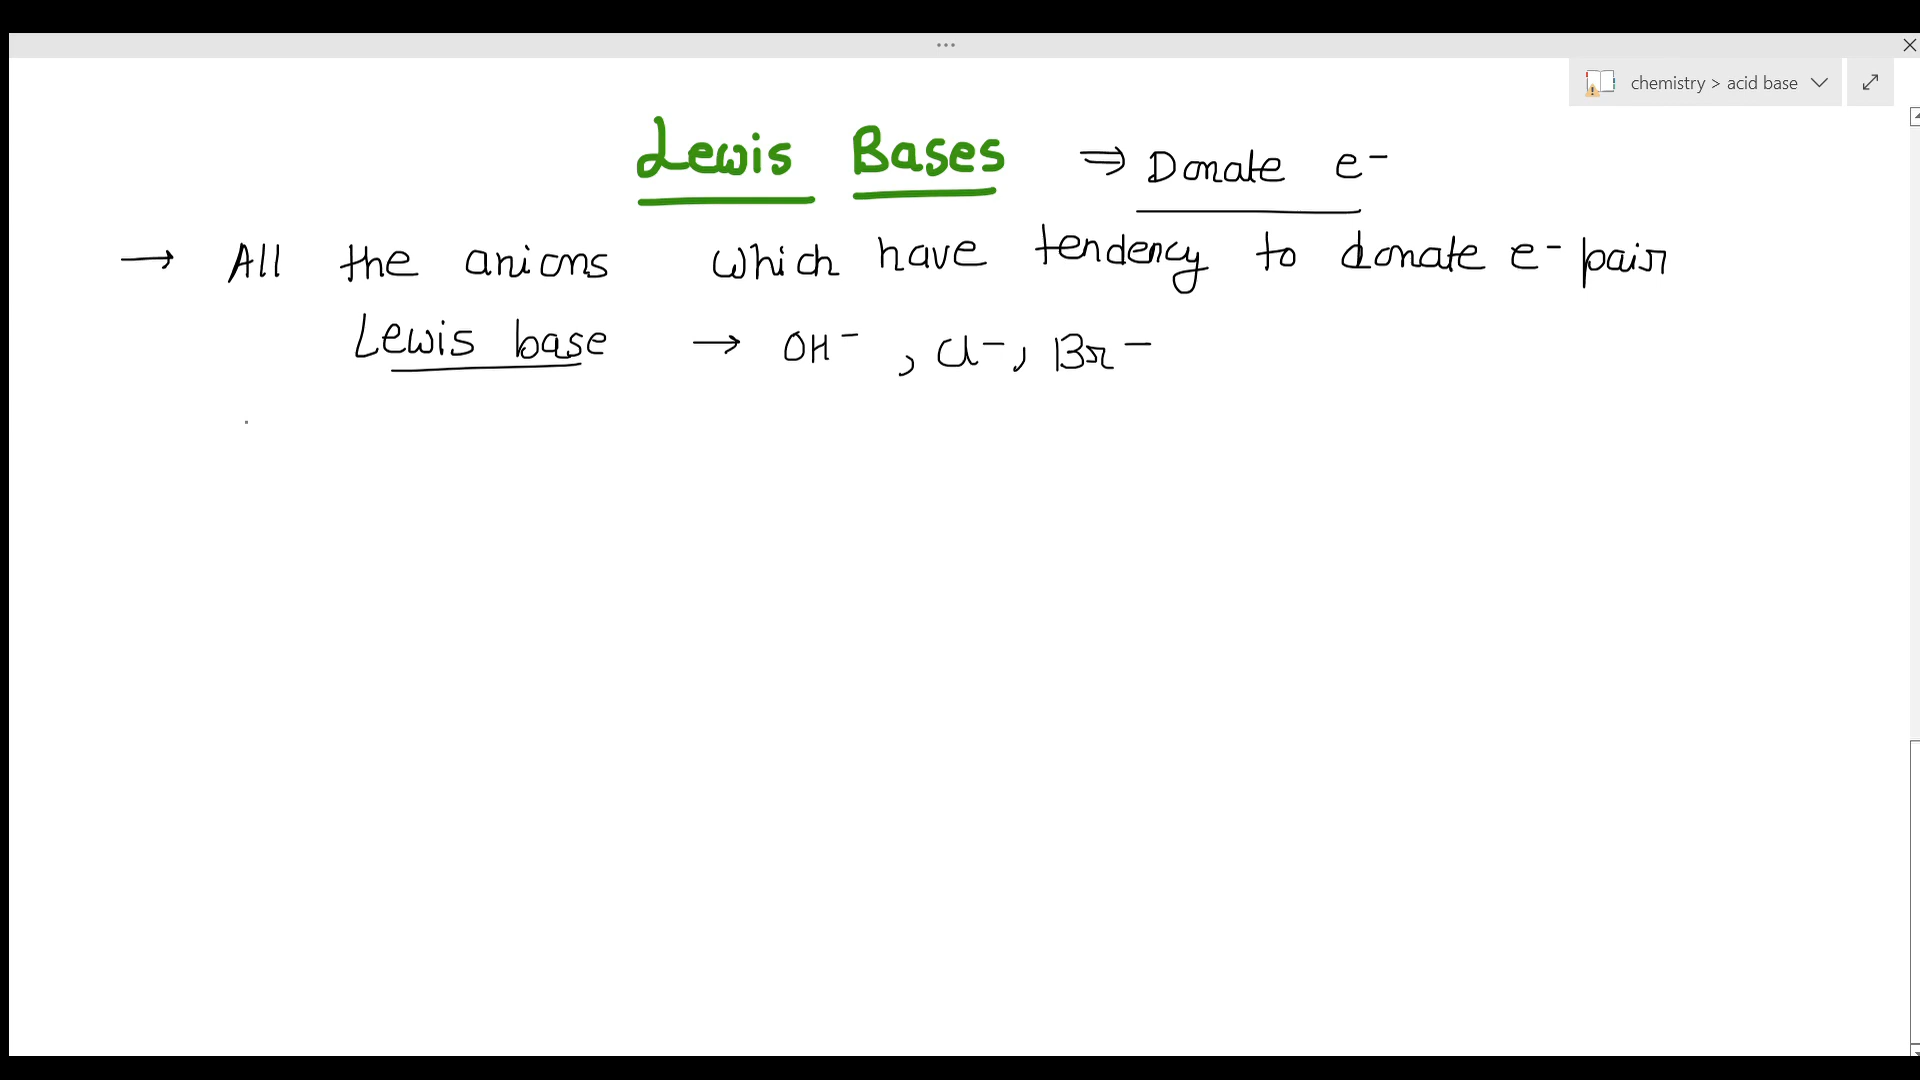 chemistry > acid base
Lewis Bases ⇒ Donate e⁻
→ All the anions which have tendency to donate e⁻ pair
Lewis base → OH⁻, Cl⁻, Br⁻